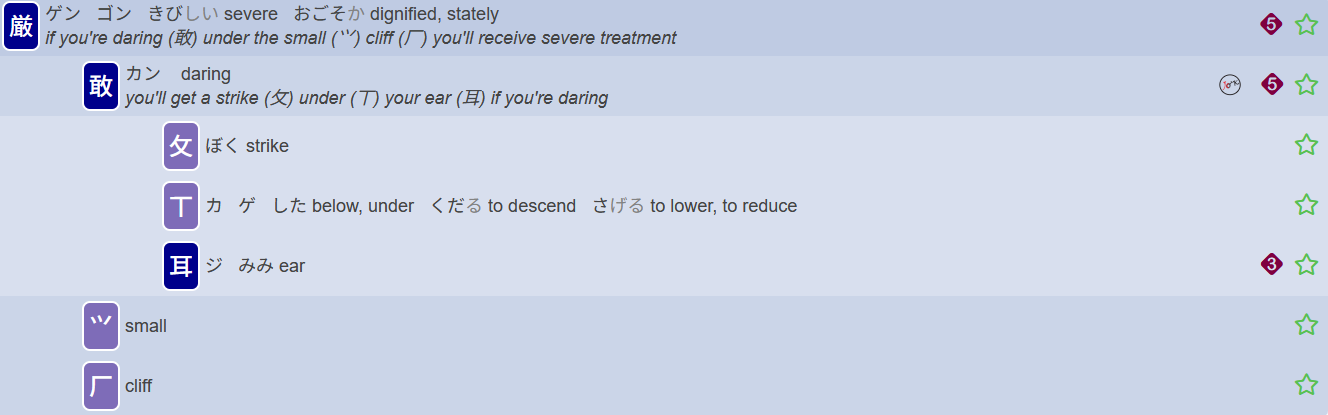 厳 ゲン ゴン きびしい severe おごそか dignified, stately
if you're daring (敢) under the small (⺍) cliff (厂) you'll receive severe treatment
5
敢 カン daring
you'll get a strike (攵) under (丅) your ear (耳) if you're daring
5
攵 ぼく strike
丅 カ ゲ した below, under くだる to descend さげる to lower, to reduce
耳 ジ みみ ear
3
⺍ small
厂 cliff